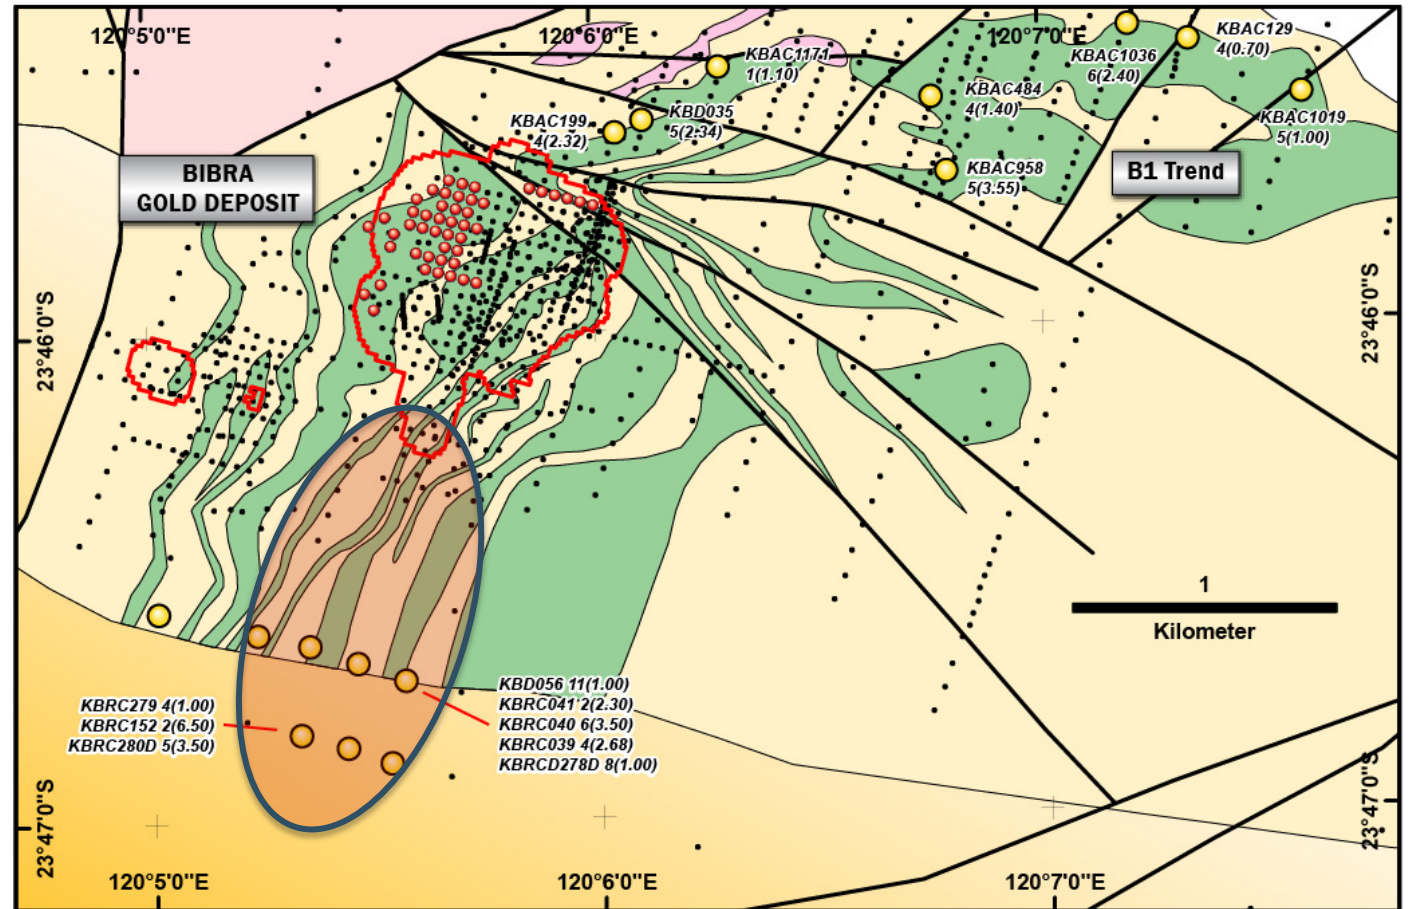 120°5'0"E
120°6'0"E
120°7'0"E
KBAC129
4(0.70)
KBAC1036
6(2.40)
KBAC1171
1(1.10)
KBAC484
4(1.40)
KBAC1019
5(1.00)
KBD035
5(2.34)
KBAC199
4(2.32)
KBAC958
5(3.55)
BIBRA
GOLD DEPOSIT
B1 Trend
23°46'0"S
23°46'0"S
1
Kilometer
KBD056 11(1.00)
KBRC041 2(2.30)
KBRC040 6(3.50)
KBRC039 4(2.68)
KBRCD278D 8(1.00)
KBRC279 4(1.00)
KBRC152 2(6.50)
KBRC280D 5(3.50)
23°47'0"S
23°47'0"S
120°5'0"E
120°6'0"E
120°7'0"E